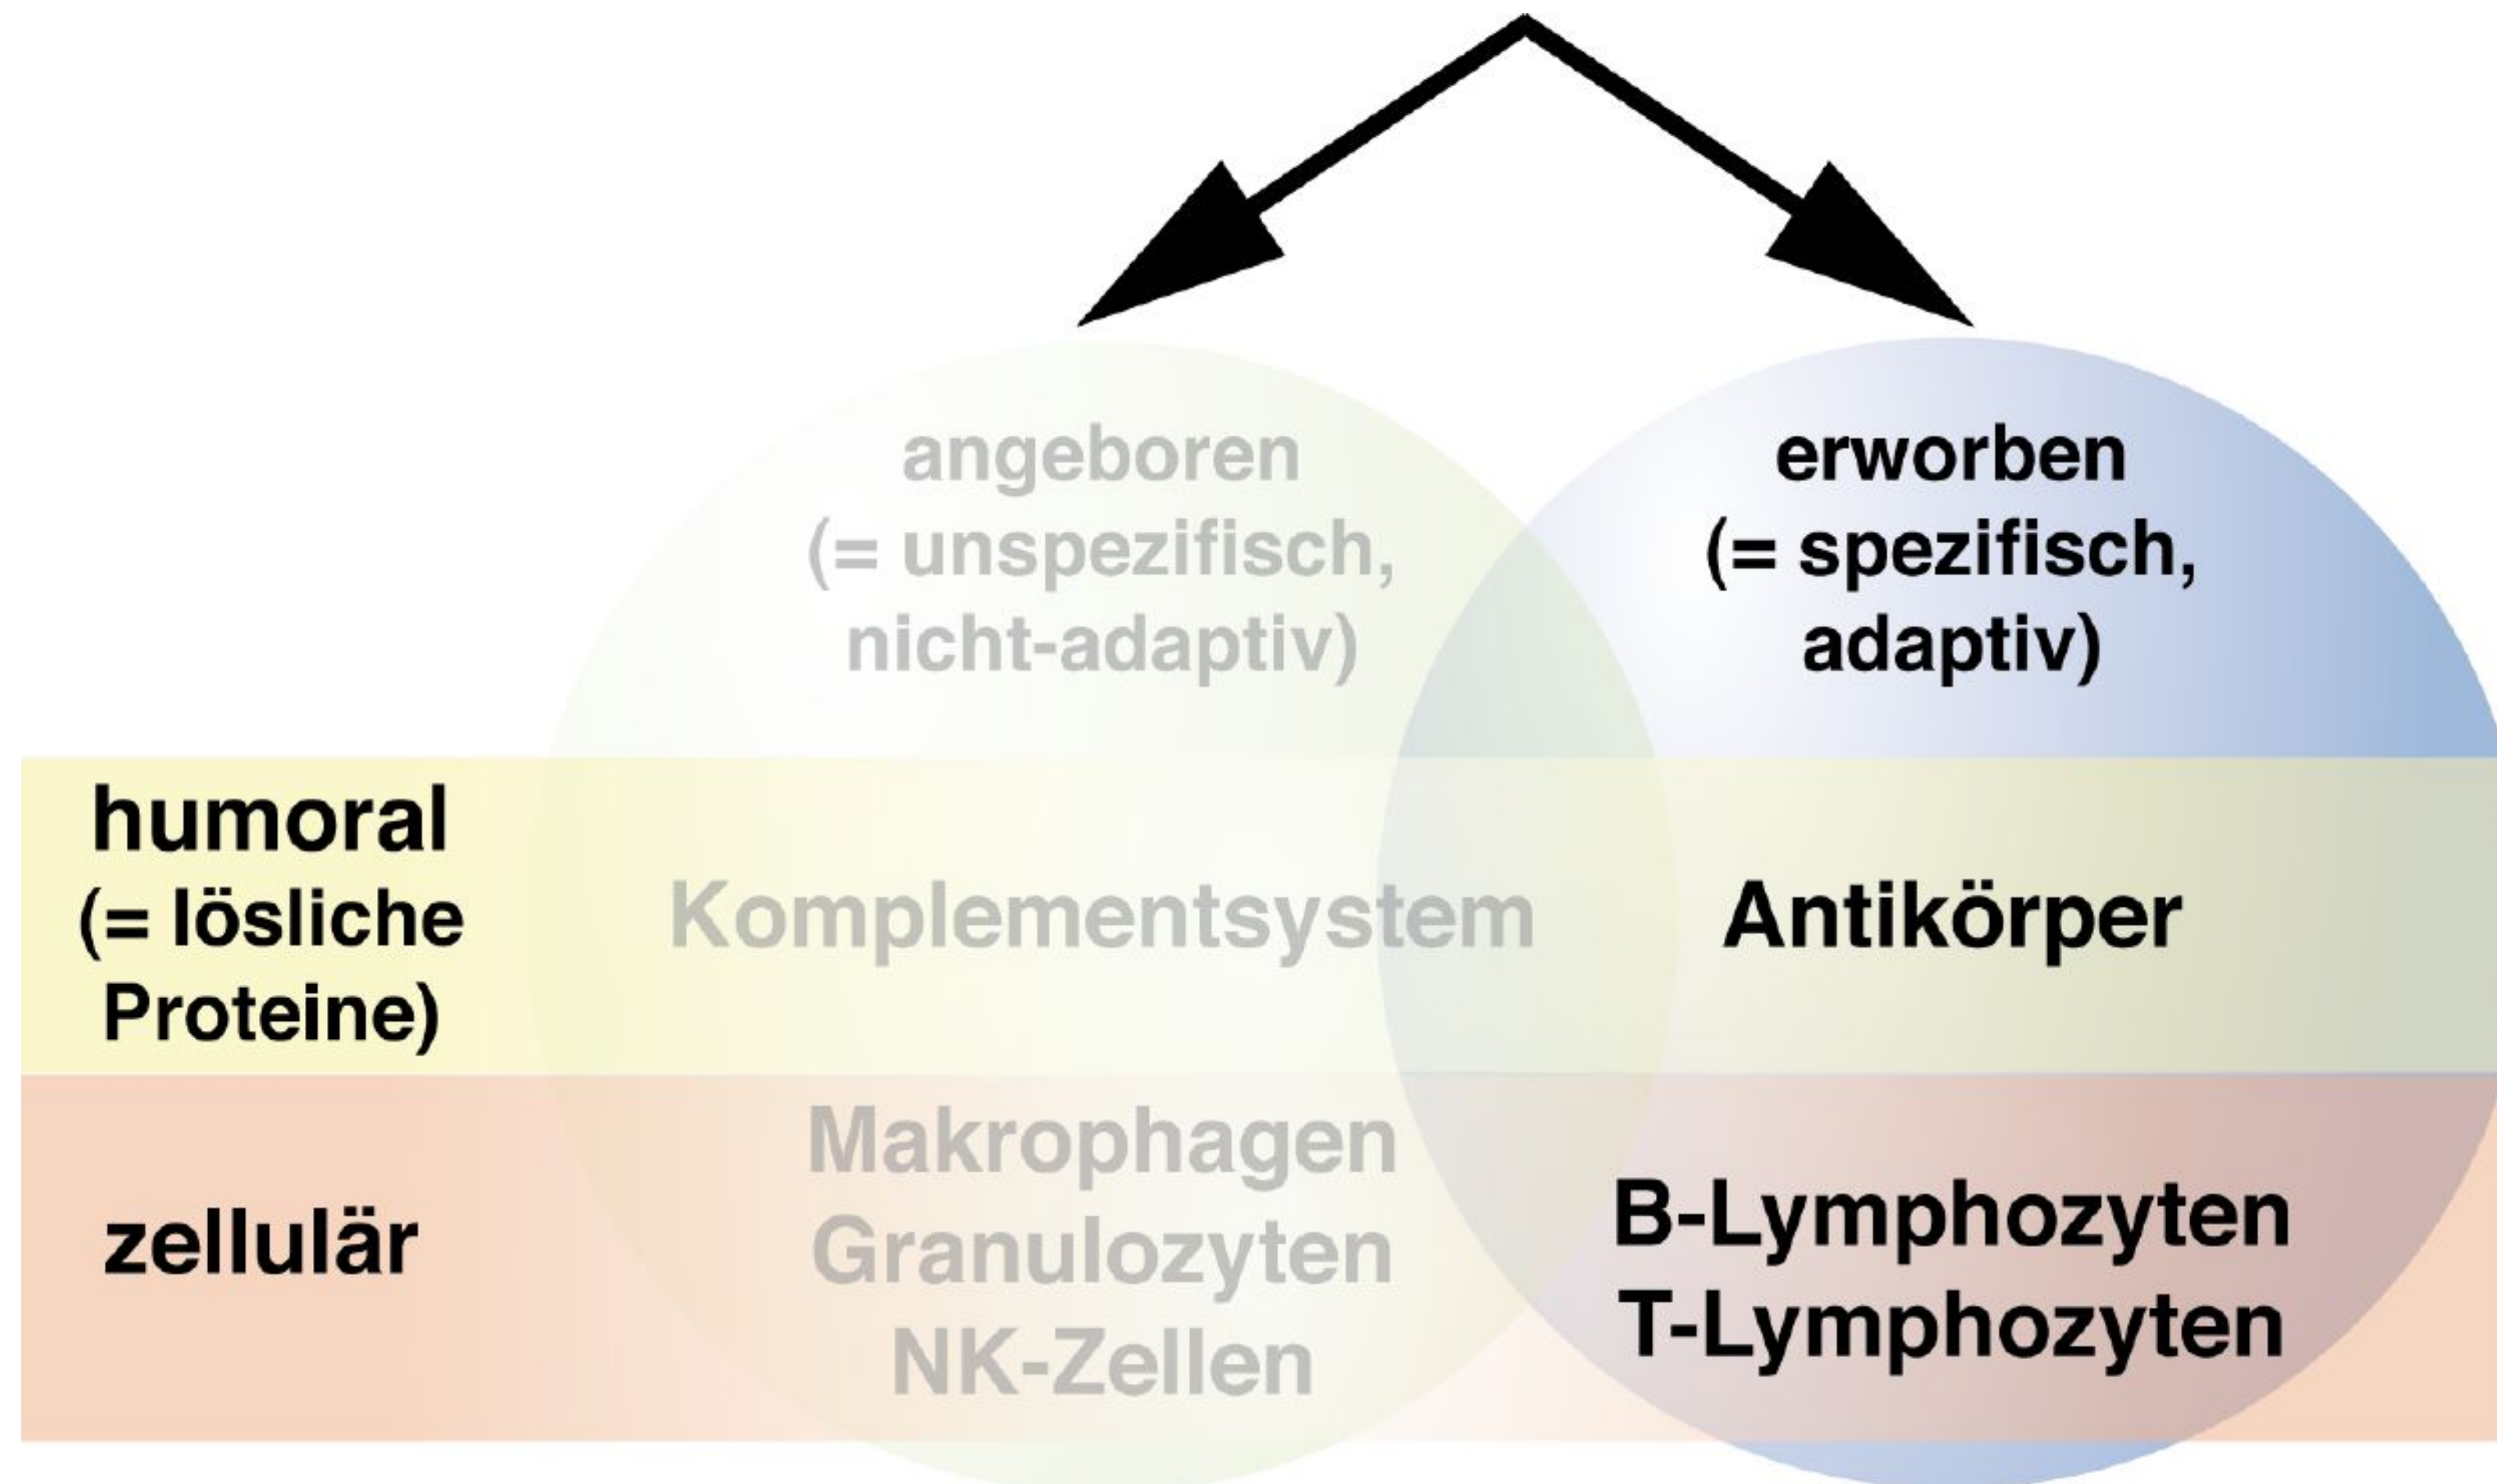 angeboren
(= unspezifisch,
nicht-adaptiv)
erworben
(= spezifisch,
adaptiv)
humoral
(= lösliche
Proteine)
Komplementsystem
Antikörper
zellulär
Makrophagen
Granulozyten
NK-Zellen
B-Lymphozyten
T-Lymphozyten